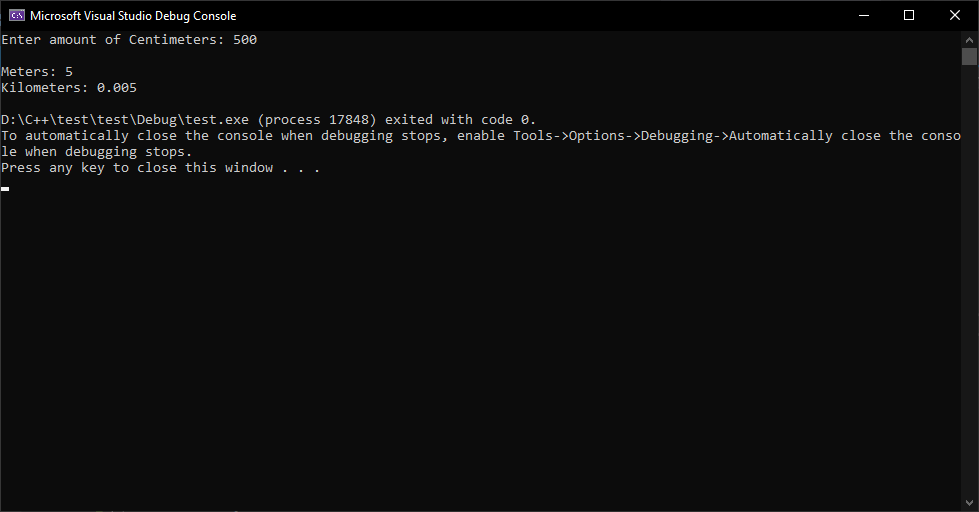 Microsoft Visual Studio Debug Console
Enter amount of Centimeters: 500
Meters: 5
Kilometers: 0.005
D:\C++\test\test\Debug\test.exe (process 17848) exited with code 0.
To automatically close the console when debugging stops, enable Tools->Options->Debugging->Automatically close the conso
le when debugging stops.
Press any key to close this window . . .